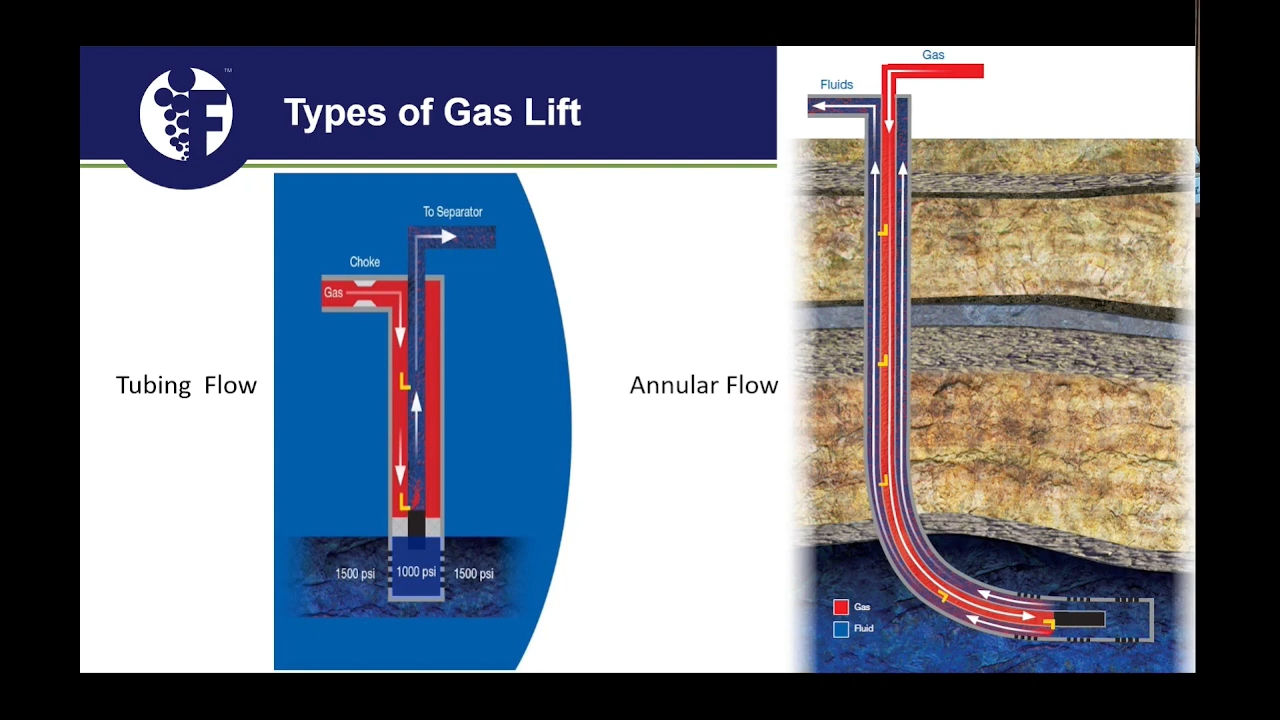 F
TM
Types of Gas Lift
Gas
Fluids
To Separator
Choke
Gas
Tubing Flow
Annular Flow
1500 psi
1000 psi
1500 psi
Gas
Fluid